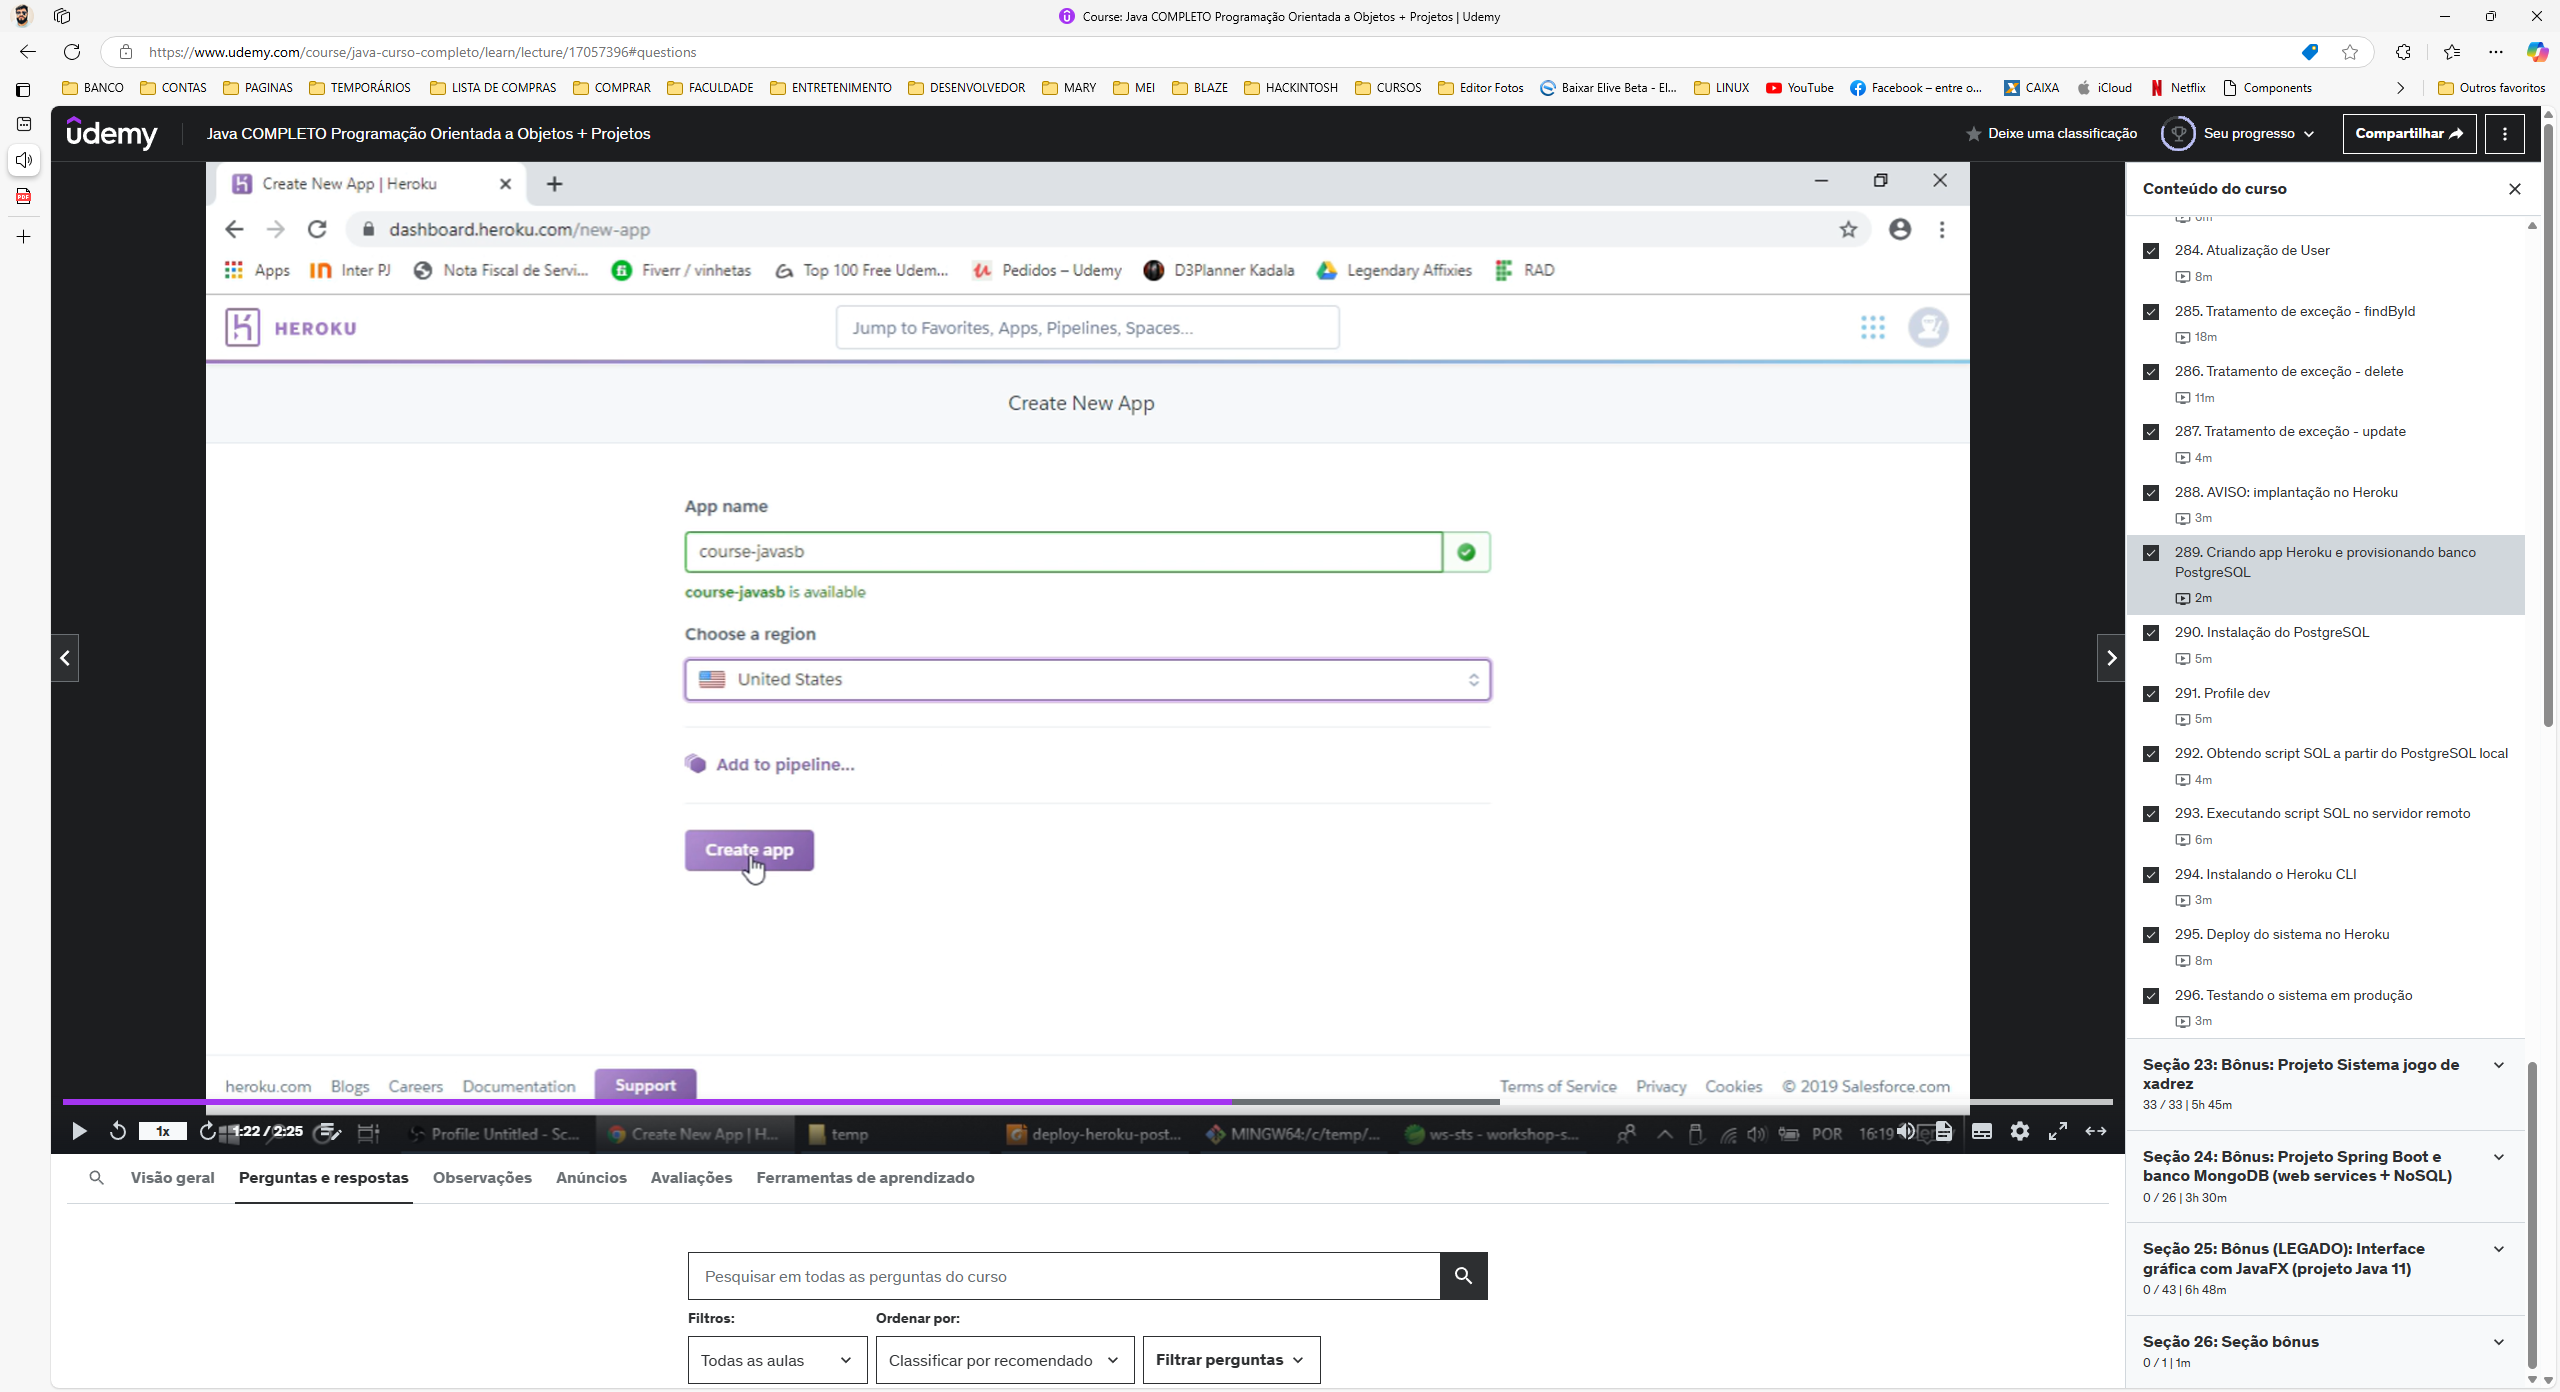 Course: Java COMPLETO Programação Orientada a Objetos + Projetos | Udemy
https://www.udemy.com/course/java-curso-completo/learn/lecture/17057396#questions
BANCO CONTAS PAGINAS TEMPORÁRIOS LISTA DE COMPRAS COMPRAR FACULDADE ENTRETENIMENTO DESENVOLVEDOR MARY MEI BLAZE HACKINTOSH CURSOS Editor Fotos Baixar Elive Beta - El... LINUX YouTube Facebook – entre o... CAIXA iCloud Netflix Components Outros favoritos
udemy Java COMPLETO Programação Orientada a Objetos + Projetos Deixe uma classificação Seu progresso Compartilhar
Create New App | Heroku
dashboard.heroku.com/new-app
Apps Inter PJ Nota Fiscal de Servi... Fiverr / vinhetas Top 100 Free Udem... Pedidos – Udemy D3Planner Kadala Legendary Affixies RAD
HEROKU Jump to Favorites, Apps, Pipelines, Spaces...
Create New App
App name
course-javasb
course-javasb is available
Choose a region
United States
Add to pipeline...
Create app
heroku.com Blogs Careers Documentation Support Terms of Service Privacy Cookies © 2019 Salesforce.com
1x 1:22 / 2:25 Profile: Untitled - Sc... Create New App | H... temp deploy-heroku-post... MINGW64:/c/temp/... ws-sts - workshop-s... POR 16:19
Visão geral Perguntas e respostas Observações Anúncios Avaliações Ferramentas de aprendizado
Pesquisar em todas as perguntas do curso
Filtros: Ordenar por:
Todas as aulas Classificar por recomendado Filtrar perguntas
Conteúdo do curso
284. Atualização de User
8m
285. Tratamento de exceção - findById
18m
286. Tratamento de exceção - delete
11m
287. Tratamento de exceção - update
4m
288. AVISO: implantação no Heroku
3m
289. Criando app Heroku e provisionando banco
PostgreSQL
2m
290. Instalação do PostgreSQL
5m
291. Profile dev
5m
292. Obtendo script SQL a partir do PostgreSQL local
4m
293. Executando script SQL no servidor remoto
6m
294. Instalando o Heroku CLI
3m
295. Deploy do sistema no Heroku
8m
296. Testando o sistema em produção
3m
Seção 23: Bônus: Projeto Sistema jogo de
xadrez
33 / 33 | 5h 45m
Seção 24: Bônus: Projeto Spring Boot e
banco MongoDB (web services + NoSQL)
0 / 26 | 3h 30m
Seção 25: Bônus (LEGADO): Interface
gráfica com JavaFX (projeto Java 11)
0 / 43 | 6h 48m
Seção 26: Seção bônus
0 / 1 | 1m